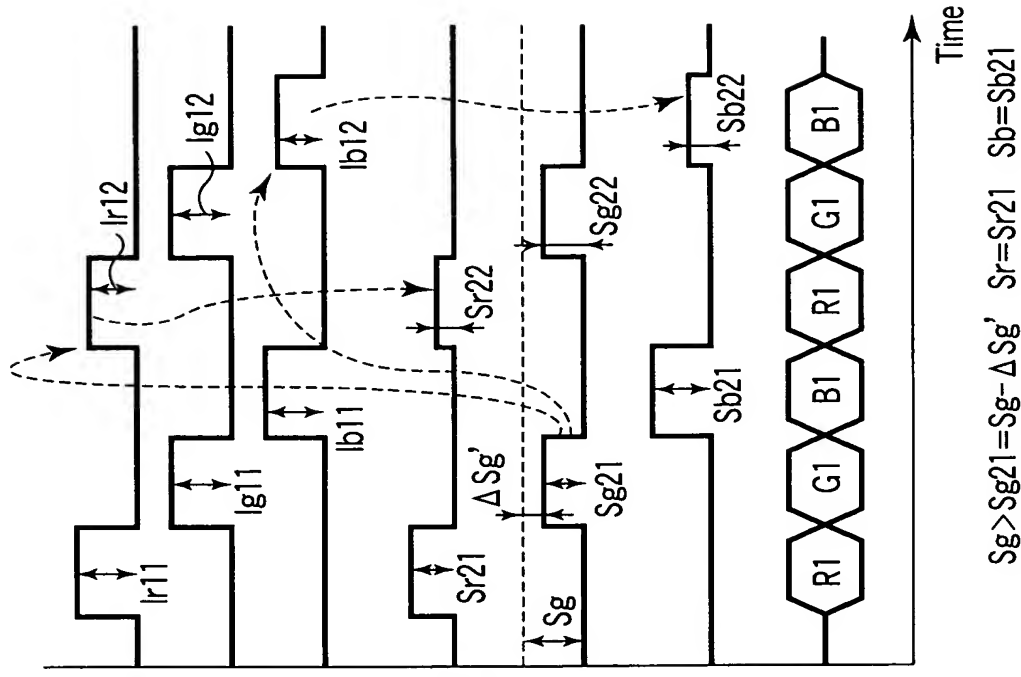 Ir11
Ir12
Ig11
Ig12
Ib11
Ib12
Sr21
Sr22
Sg
ΔSg'
Sg21
Sg22
Sb21
Sb22
R1
G1
B1
R1
G1
B1
Time
Sg>Sg21=Sg-ΔSg' Sr=Sr21 Sb=Sb21